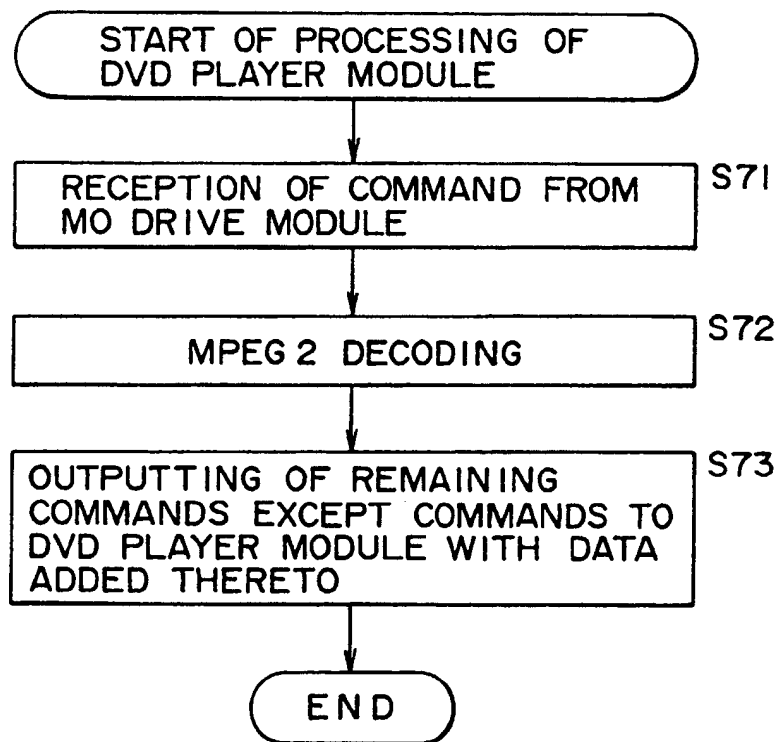 START OF PROCESSING OF
DVD PLAYER MODULE
RECEPTION OF COMMAND FROM
MO DRIVE MODULE
S71
MPEG 2 DECODING
S72
OUTPUTTING OF REMAINING
COMMANDS EXCEPT COMMANDS TO
DVD PLAYER MODULE WITH DATA
ADDED THERETO
S73
END